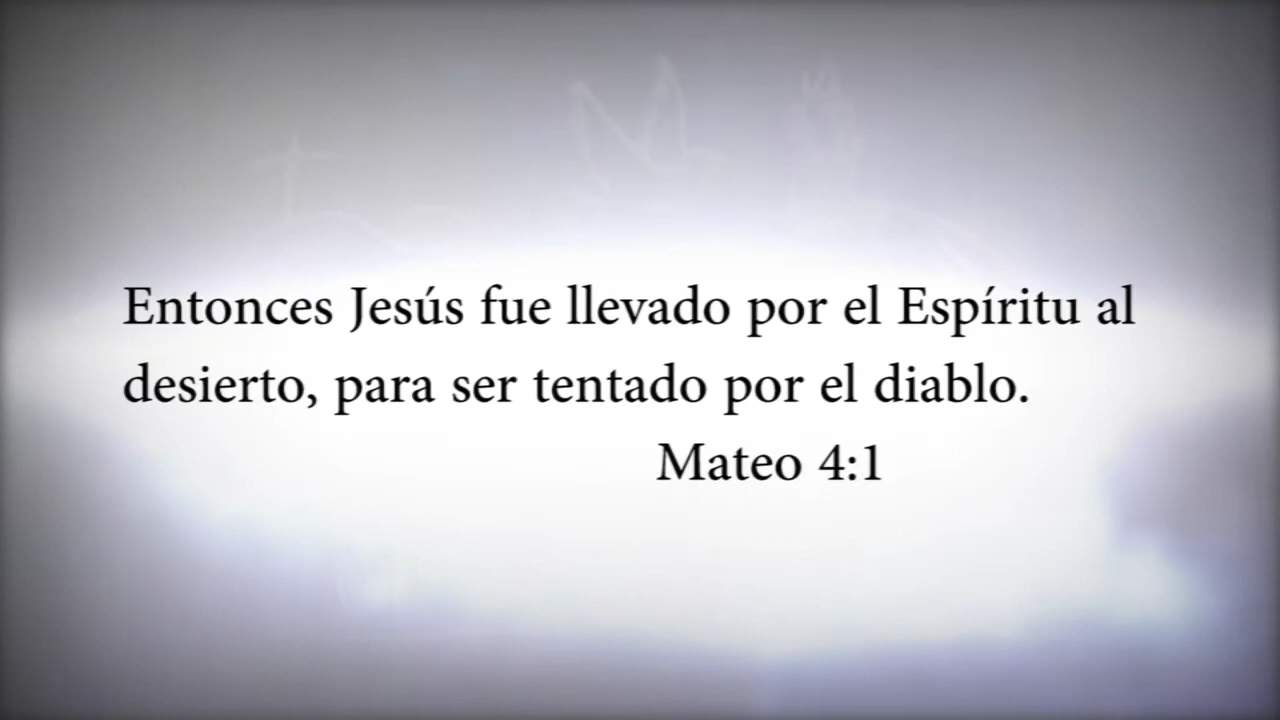 Entonces Jesús fue llevado por el Espíritu al
desierto, para ser tentado por el diablo.
Mateo 4:1